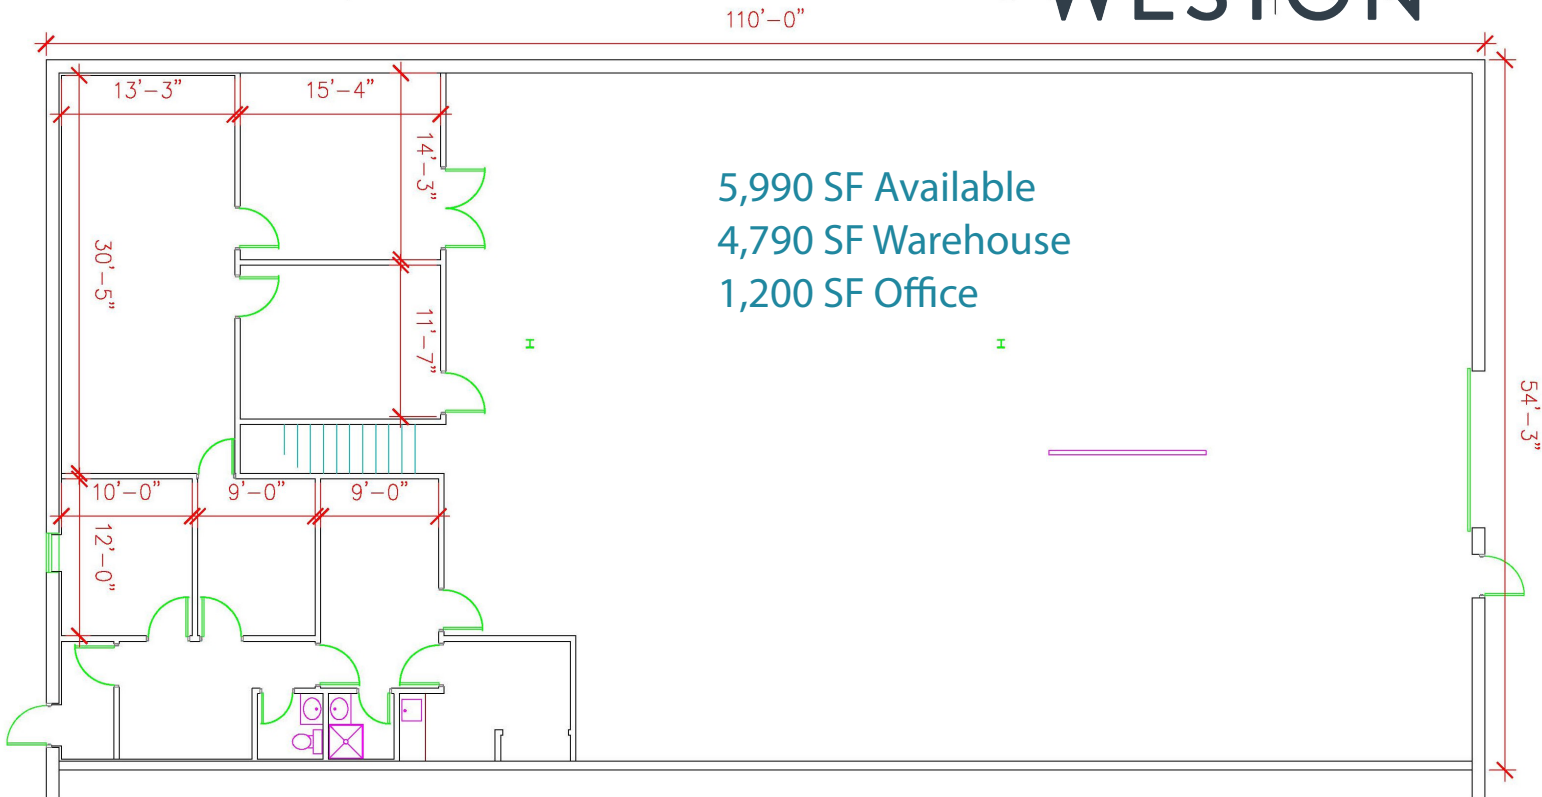 WESTON
110'-0"
13'-3"
15'-4"
14'-3"
5,990 SF Available
4,790 SF Warehouse
1,200 SF Office
30'-5"
11'-7"
54'-3"
10'-0"
9'-0"
9'-0"
12'-0"